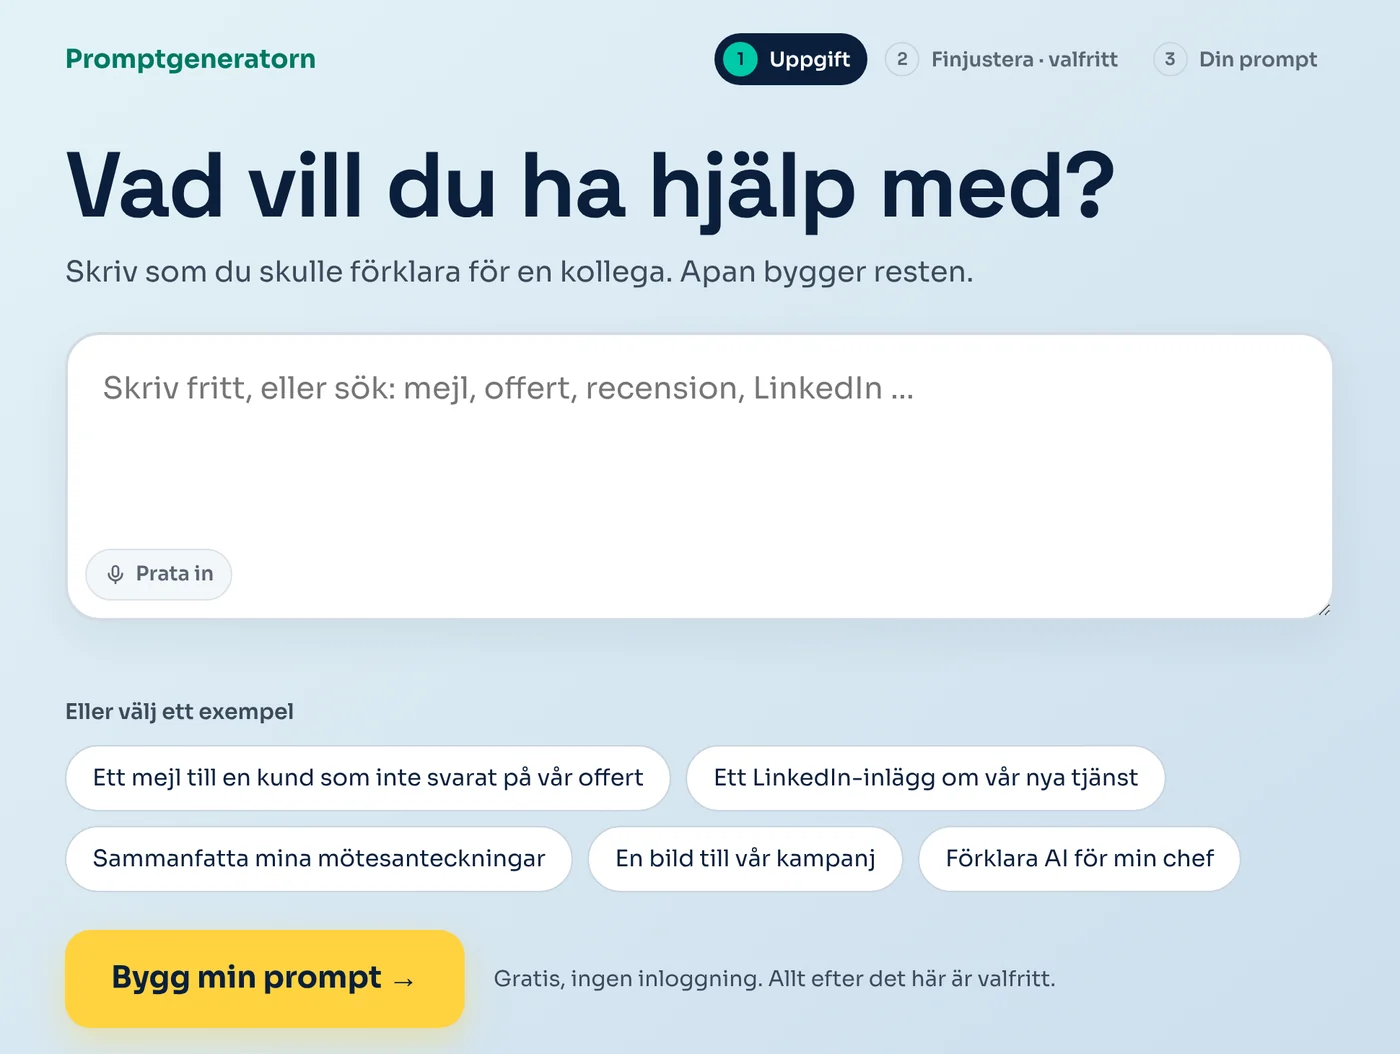 Promptgeneratorn
1 Uppgift
2 Finjustera · valfritt
3 Din prompt
Vad vill du ha hjälp med?
Skriv som du skulle förklara för en kollega. Apan bygger resten.
Skriv fritt, eller sök: mejl, offert, recension, LinkedIn ...
Prata in
Eller välj ett exempel
Ett mejl till en kund som inte svarat på vår offert
Ett LinkedIn-inlägg om vår nya tjänst
Sammanfatta mina mötesanteckningar
En bild till vår kampanj
Förklara AI för min chef
Bygg min prompt →
Gratis, ingen inloggning. Allt efter det här är valfritt.